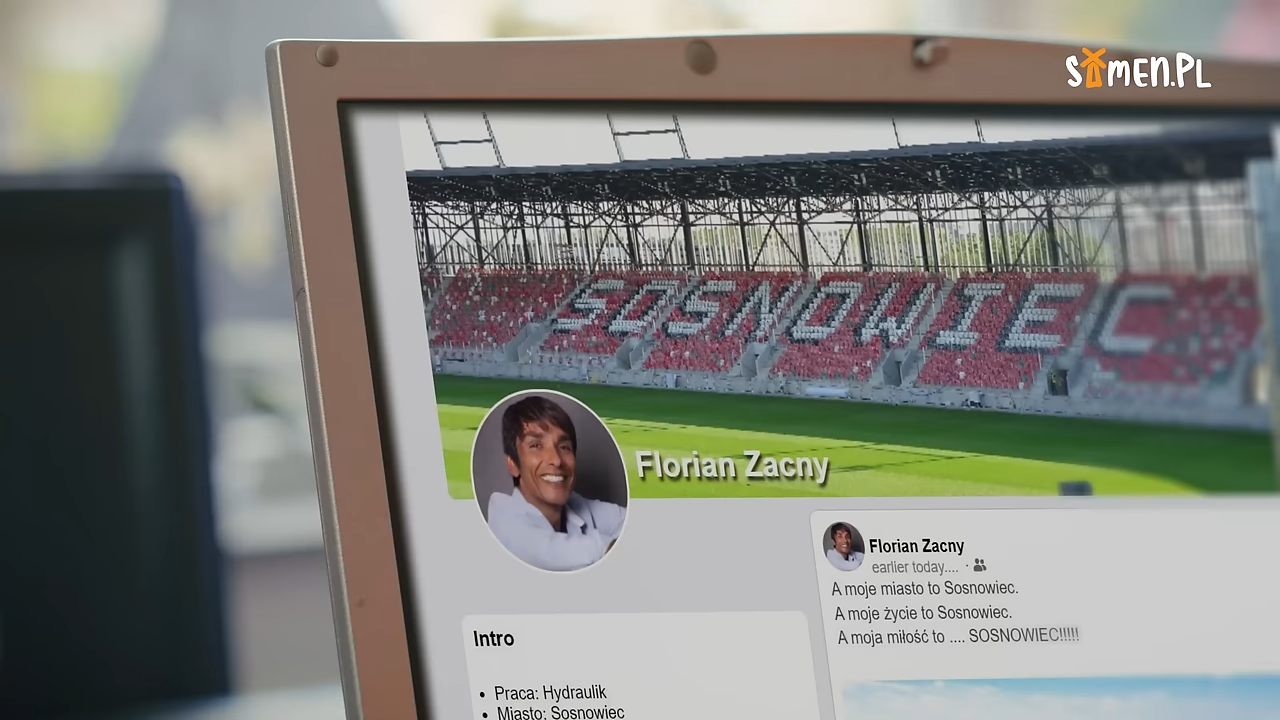 SAMEN.PL
SOSNOWIEC
Florian Zacny
Florian Zacny
earlier today....
A moje miasto to Sosnowiec.
A moje życie to Sosnowiec.
A moja miłość to .... SOSNOWIEC!!!!!
Intro
• Praca: Hydraulik
• Miasto: Sosnowiec